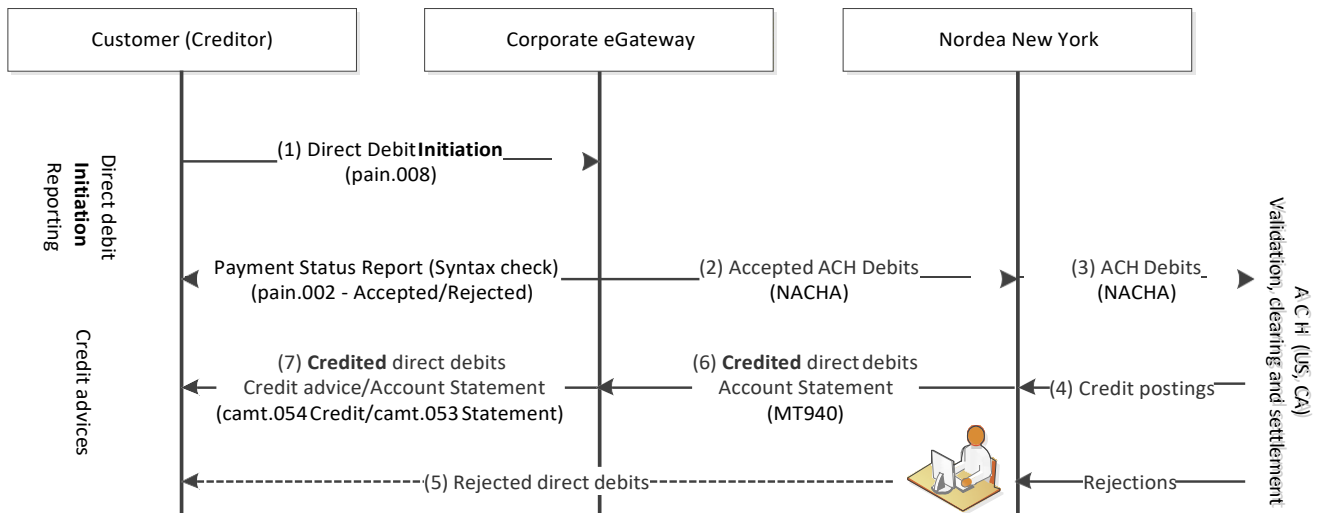 Customer (Creditor)
Corporate eGateway
Nordea New York
Direct debit
Initiation
Reporting
(1) Direct Debit Initiation
(pain.008)
Payment Status Report (Syntax check)
(pain.002 - Accepted/Rejected)
(2) Accepted ACH Debits
(NACHA)
(3) ACH Debits
(NACHA)
A C H (US, CA)
Validation, clearing and settlement
Credit advices
(7) Credited direct debits
Credit advice/Account Statement
(camt.054 Credit/camt.053 Statement)
(6) Credited direct debits
Account Statement
(MT940)
(4) Credit postings
(5) Rejected direct debits
Rejections